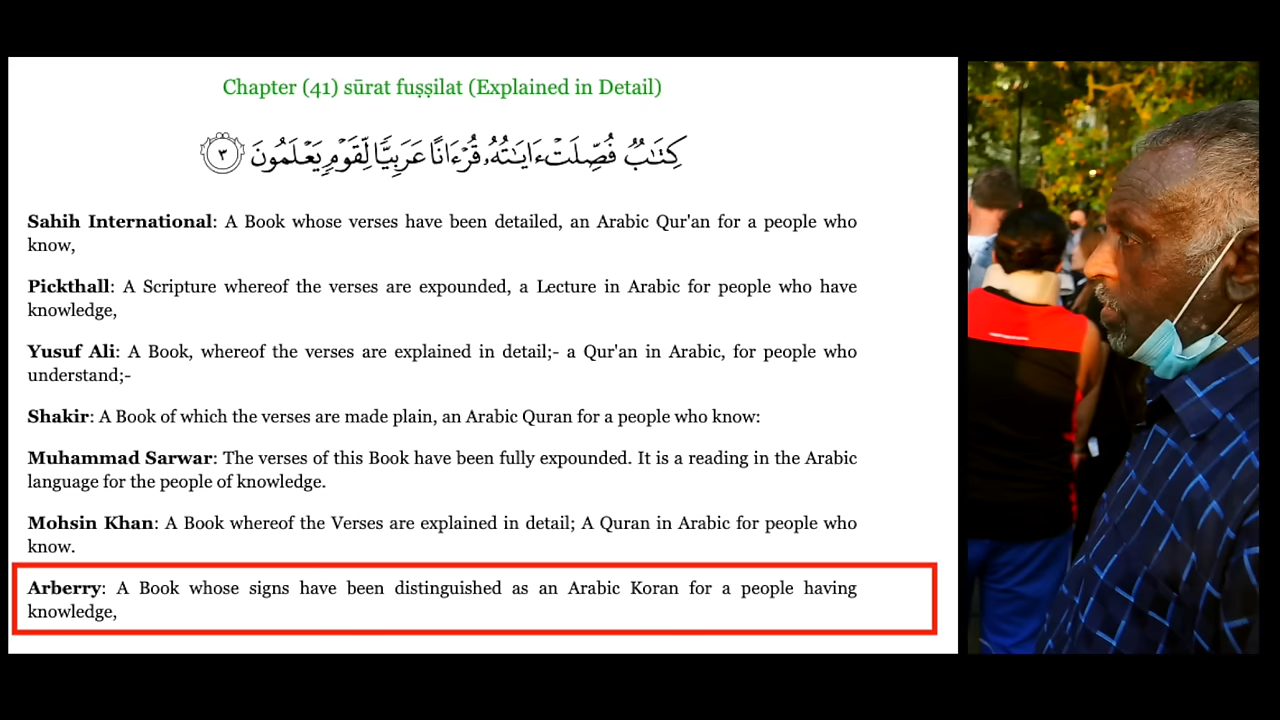 Chapter (41) sūrat fuṣṣilat (Explained in Detail)
كِتَـٰبٌ فُصِّلَتْ ءَايَـٰتُهُۥ قُرْءَانًا عَرَبِيًّا لِّقَوْمٍ يَعْلَمُونَ ٣
Sahih International: A Book whose verses have been detailed, an Arabic Qur'an for a people who
know,
Pickthall: A Scripture whereof the verses are expounded, a Lecture in Arabic for people who have
knowledge,
Yusuf Ali: A Book, whereof the verses are explained in detail;- a Qur'an in Arabic, for people who
understand;-
Shakir: A Book of which the verses are made plain, an Arabic Quran for a people who know:
Muhammad Sarwar: The verses of this Book have been fully expounded. It is a reading in the Arabic
language for the people of knowledge.
Mohsin Khan: A Book whereof the Verses are explained in detail; A Quran in Arabic for people who
know.
Arberry: A Book whose signs have been distinguished as an Arabic Koran for a people having
knowledge,